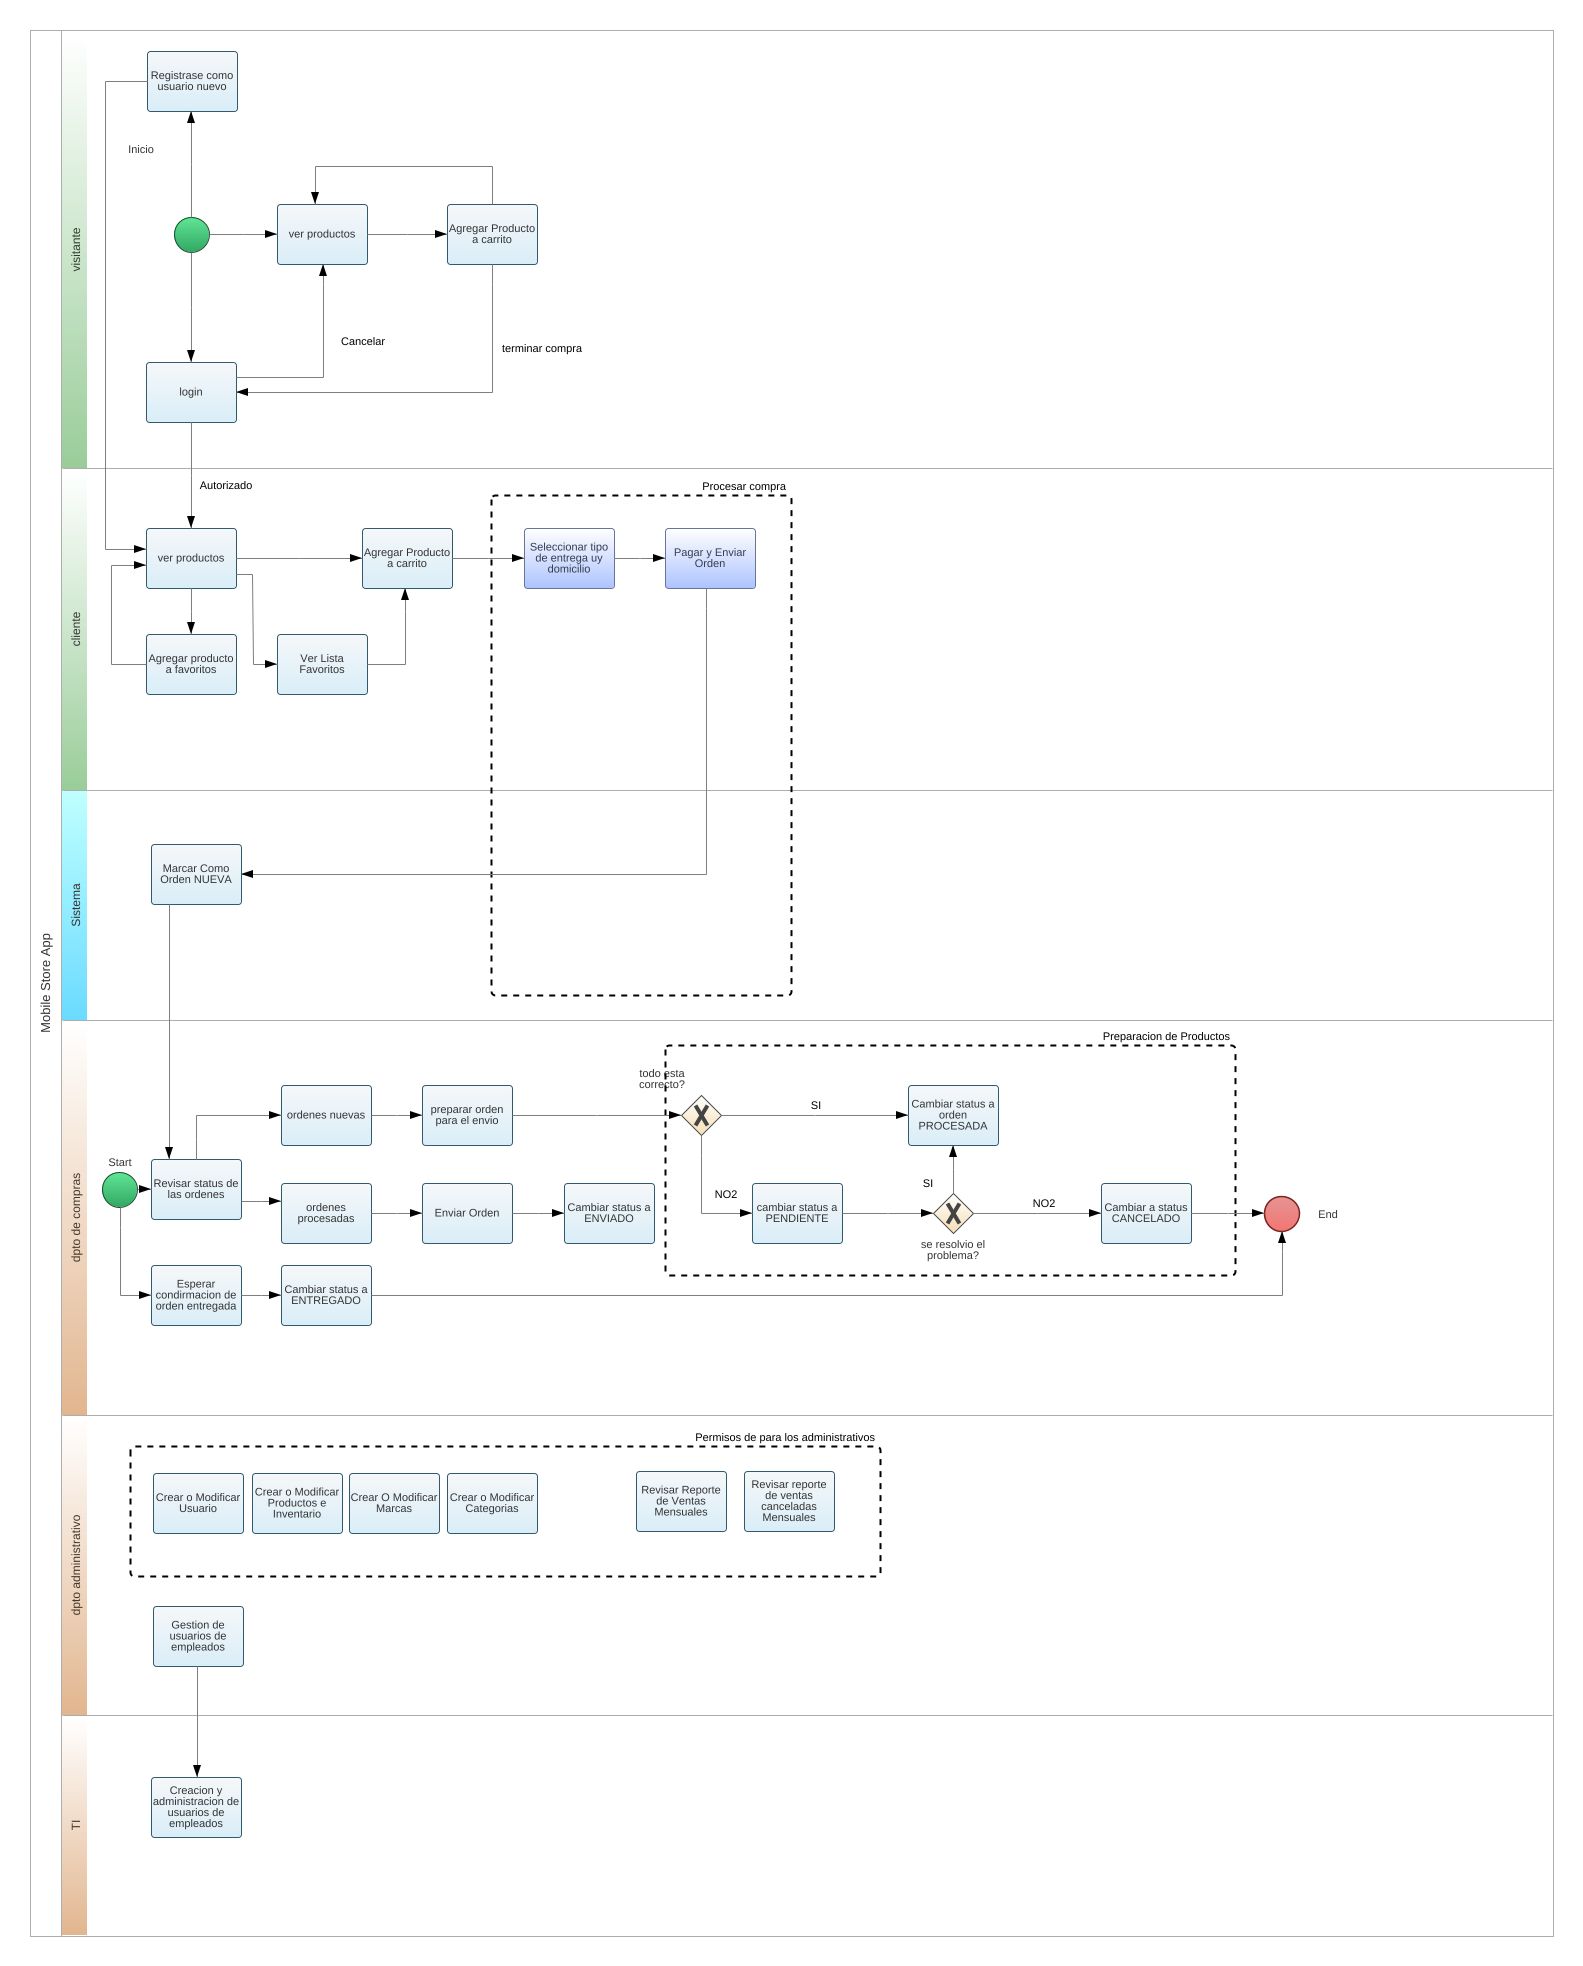 Mobile Store App
visitante
Registrase como
usuario nuevo
Inicio
ver productos
Agregar Producto
a carrito
Cancelar
terminar compra
login
cliente
Autorizado
Procesar compra
ver productos
Agregar Producto
a carrito
Seleccionar tipo
de entrega uy
domicilio
Pagar y Enviar
Orden
Agregar producto
a favoritos
Ver Lista
Favoritos
Sistema
Marcar Como
Orden NUEVA
dpto de compras
Preparacion de Productos
todo esta
correcto?
ordenes nuevas
preparar orden
para el envio
SI
Cambiar status a
orden
PROCESADA
Start
Revisar status de
las ordenes
ordenes
procesadas
Enviar Orden
Cambiar status a
ENVIADO
NO2
cambiar status a
PENDIENTE
SI
se resolvio el
problema?
NO2
Cambiar a status
CANCELADO
End
Esperar
condirmacion de
orden entregada
Cambiar status a
ENTREGADO
dpto administrativo
Permisos de para los administrativos
Crear o Modificar
Usuario
Crear o Modificar
Productos e
Inventario
Crear O Modificar
Marcas
Crear o Modificar
Categorias
Revisar Reporte
de Ventas
Mensuales
Revisar reporte
de ventas
canceladas
Mensuales
Gestion de
usuarios de
empleados
TI
Creacion y
administracion de
usuarios de
empleados